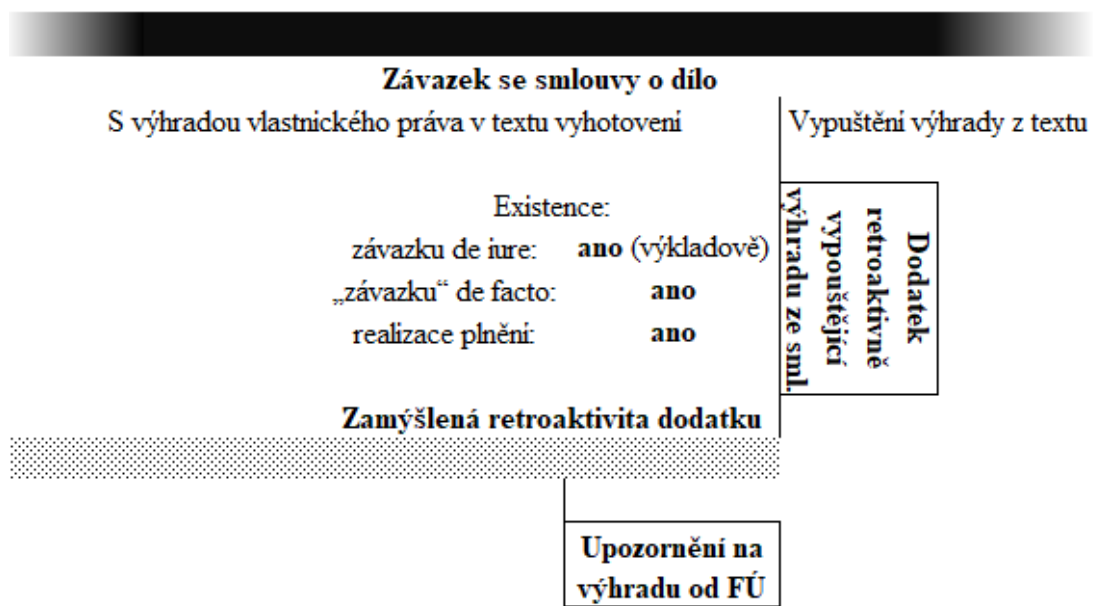 Závazek se smlouvy o dílo
S výhradou vlastnického práva v textu vyhotovení
Vypuštění výhrady z textu
Existence:
závazku de iure: ano (výkladově)
„závazku“ de facto: ano
realizace plnění: ano
Dodatek
retroaktivně
vypouštějící
výhradu ze sml.
Zamýšlená retroaktivita dodatku
Upozornění na
výhradu od FÚ